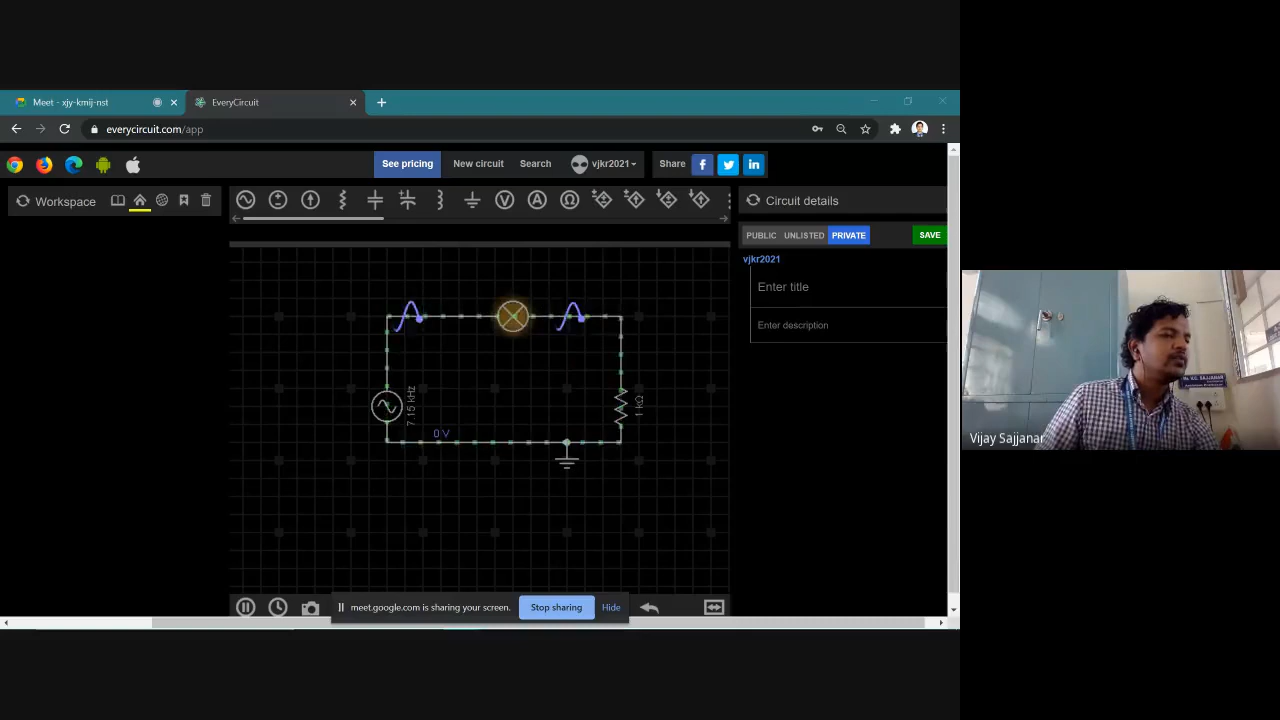 Meet - xjy-kmij-nst
EveryCircuit
everycircuit.com/app
See pricing
New circuit
Search
vjkr2021
Share
Workspace
Circuit details
PUBLIC
UNLISTED
PRIVATE
SAVE
vjkr2021
Enter title
Enter description
7.15 kHz
1 kΩ
0 V
meet.google.com is sharing your screen.
Stop sharing
Hide
Vijay Sajjanar